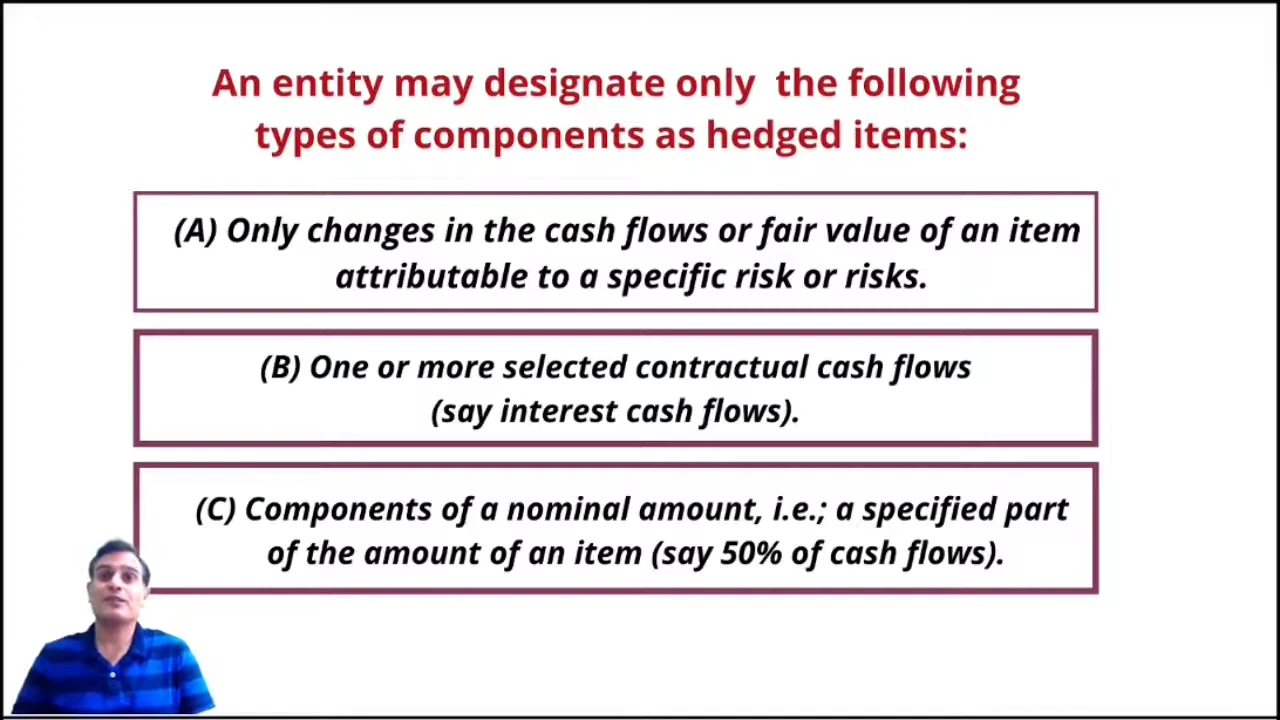 An entity may designate only the following
types of components as hedged items:
(A) Only changes in the cash flows or fair value of an item
attributable to a specific risk or risks.
(B) One or more selected contractual cash flows
(say interest cash flows).
(C) Components of a nominal amount, i.e.; a specified part
of the amount of an item (say 50% of cash flows).